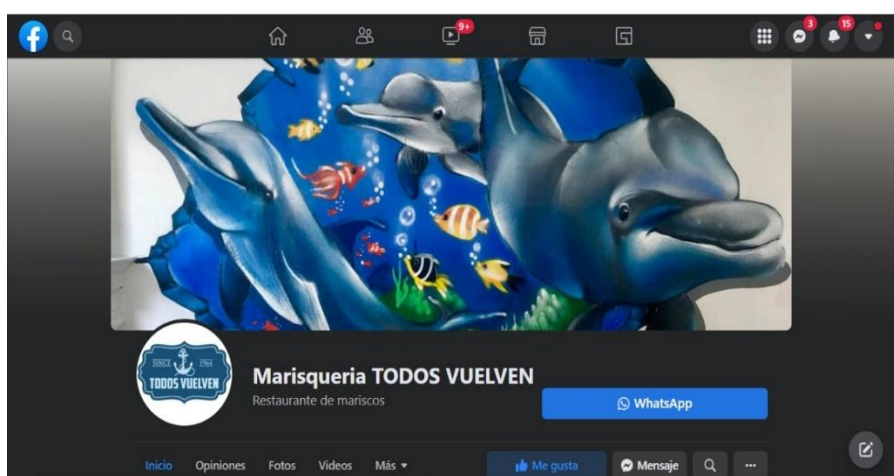 9+
3
15
SINCE 1964
TODOS VUELVEN
Marisqueria TODOS VUELVEN
Restaurante de mariscos
WhatsApp
Inicio Opiniones Fotos Videos Más
Me gusta Mensaje